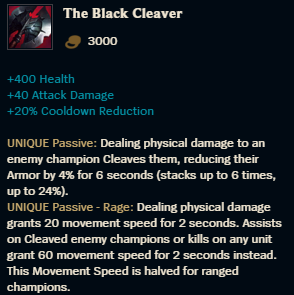 The Black Cleaver
3000
+400 Health
+40 Attack Damage
+20% Cooldown Reduction
UNIQUE Passive: Dealing physical damage to an
enemy champion Cleaves them, reducing their
Armor by 4% for 6 seconds (stacks up to 6 times,
up to 24%).
UNIQUE Passive - Rage: Dealing physical damage
grants 20 movement speed for 2 seconds. Assists
on Cleaved enemy champions or kills on any unit
grant 60 movement speed for 2 seconds instead.
This Movement Speed is halved for ranged
champions.